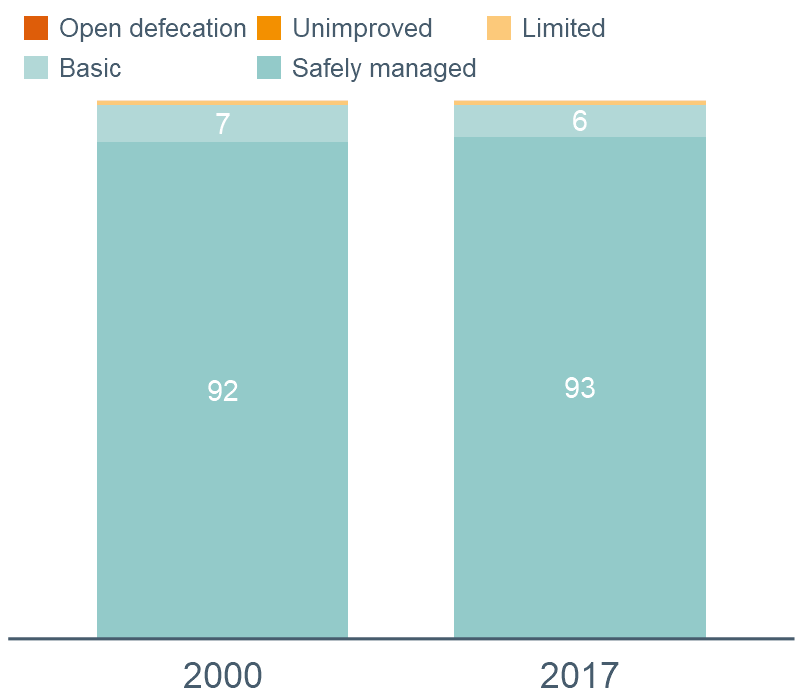 Open defecation Unimproved Limited
Basic Safely managed
7 6
92 93
2000 2017